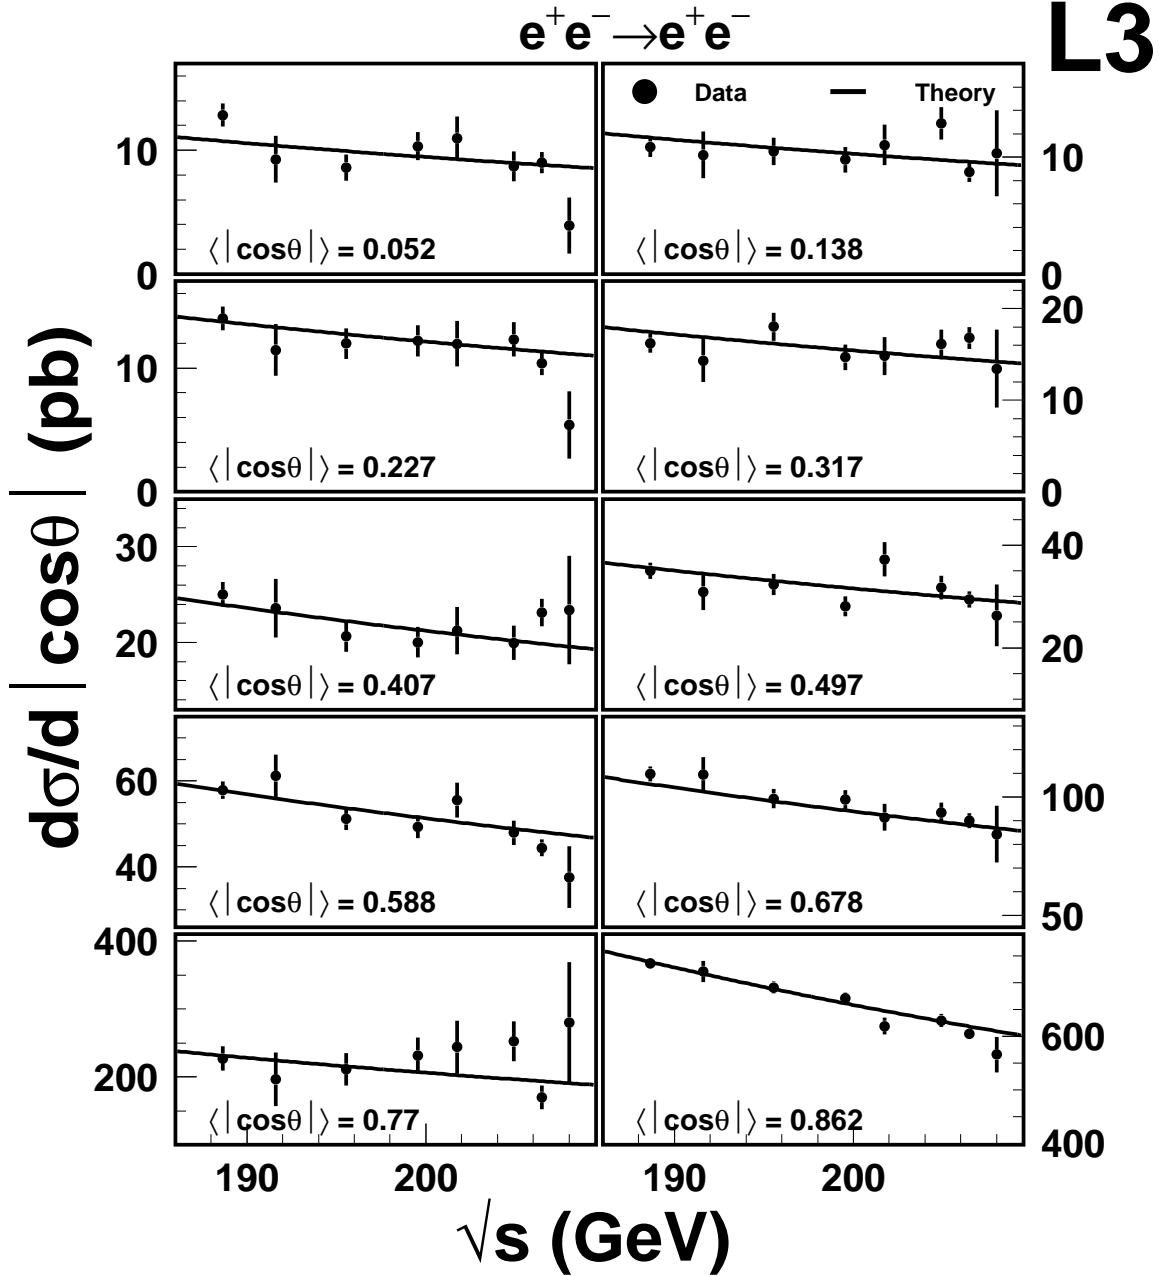 e⁺e⁻→e⁺e⁻
L3
Data Theory
10
0
⟨|cosθ|⟩ = 0.052
⟨|cosθ|⟩ = 0.138
10
0
10
0
⟨|cosθ|⟩ = 0.227
⟨|cosθ|⟩ = 0.317
20
10
0
30
20
⟨|cosθ|⟩ = 0.407
⟨|cosθ|⟩ = 0.497
40
20
60
40
⟨|cosθ|⟩ = 0.588
⟨|cosθ|⟩ = 0.678
100
50
400
200
⟨|cosθ|⟩ = 0.77
⟨|cosθ|⟩ = 0.862
600
400
190 200 190 200
√s (GeV)
dσ/d|cosθ| (pb)